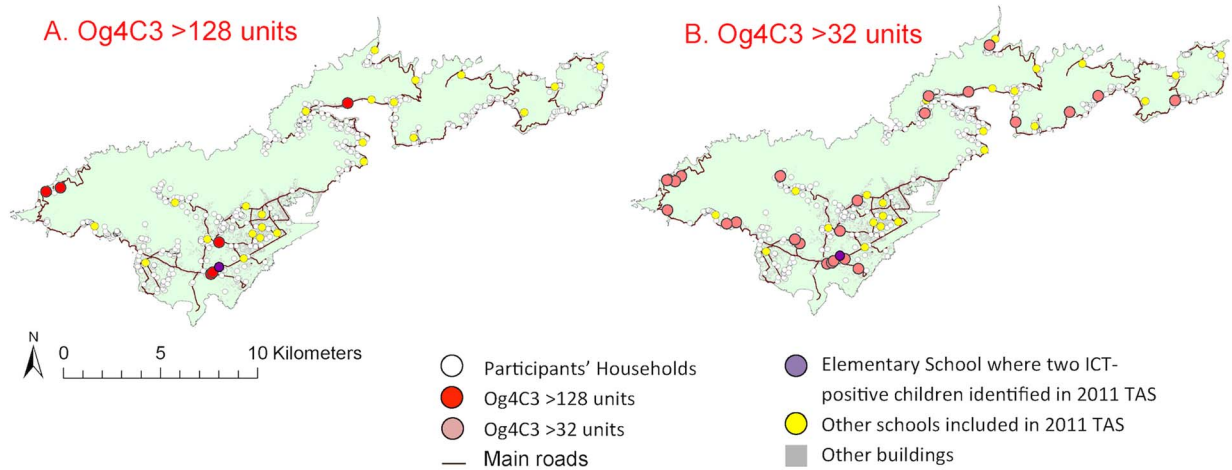 A. Og4C3 >128 units
B. Og4C3 >32 units
N
0 5 10 Kilometers
Participants' Households
Og4C3 >128 units
Og4C3 >32 units
Main roads
Elementary School where two ICT-
positive children identified in 2011 TAS
Other schools included in 2011 TAS
Other buildings